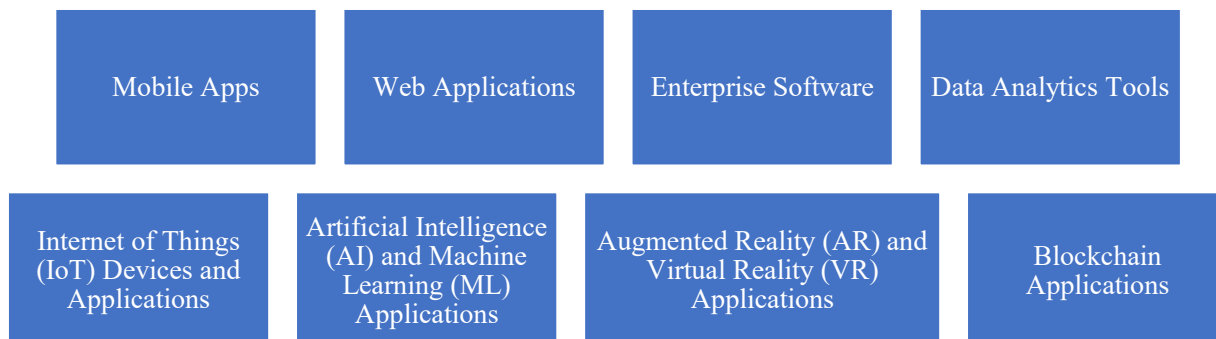 Mobile Apps
Web Applications
Enterprise Software
Data Analytics Tools
Internet of Things
(IoT) Devices and
Applications
Artificial Intelligence
(AI) and Machine
Learning (ML)
Applications
Augmented Reality (AR) and
Virtual Reality (VR)
Applications
Blockchain
Applications